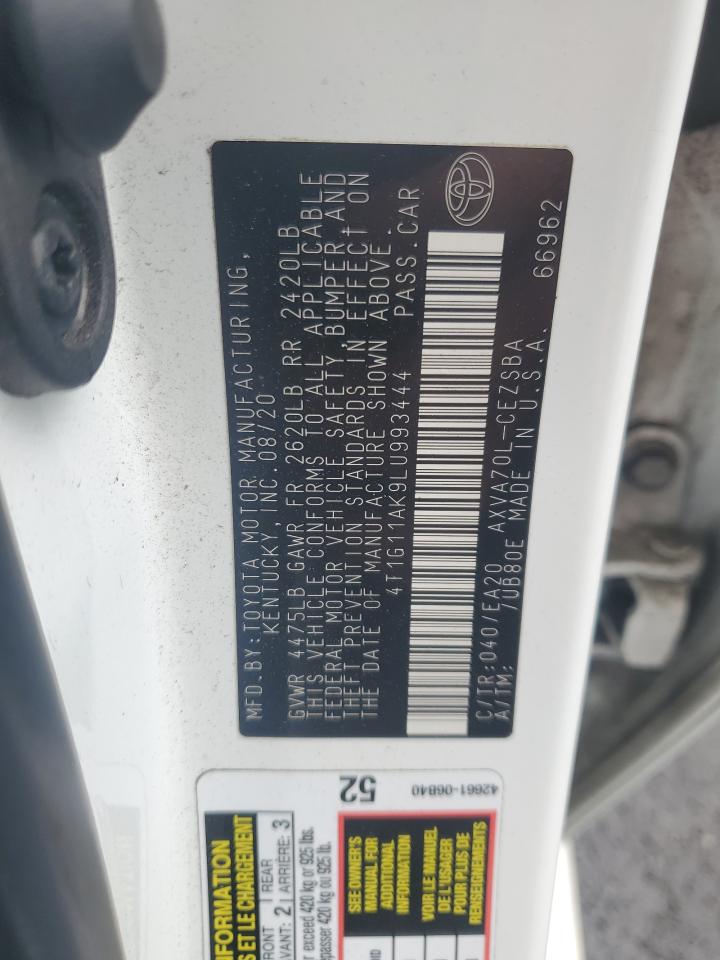 MFD.BY:TOYOTA MOTOR MANUFACTURING,
KENTUCKY, INC. 08/20
GVWR 4475LB GAWR FR 2620LB RR 2420LB
THIS VEHICLE CONFORMS TO ALL APPLICABLE
FEDERAL MOTOR VEHICLE SAFETY, BUMPER, AND
THEFT PREVENTION STANDARDS IN EFFECT ON
THE DATE OF MANUFACTURE SHOWN ABOVE.
4T1G11AK9LU993444 PASS.CAR
C/TR:040/EA20 AXVA70L-CEZSBA
A/TM: /UB80E MADE IN U.S.A. 66962
52
42661-06B40
INFORMATION
S ET LE CHARGEMENT
FRONT
AVANT: 2
REAR
ARRIÈRE: 3
r exceed 420 kg or 925 lbs.
épasser 420 kg ou 925 lb.
SEE OWNER'S
MANUAL FOR
ADDITIONAL
INFORMATION
VOIR LE MANUEL
DE L'USAGER
POUR PLUS DE
RENSEIGNEMENTS